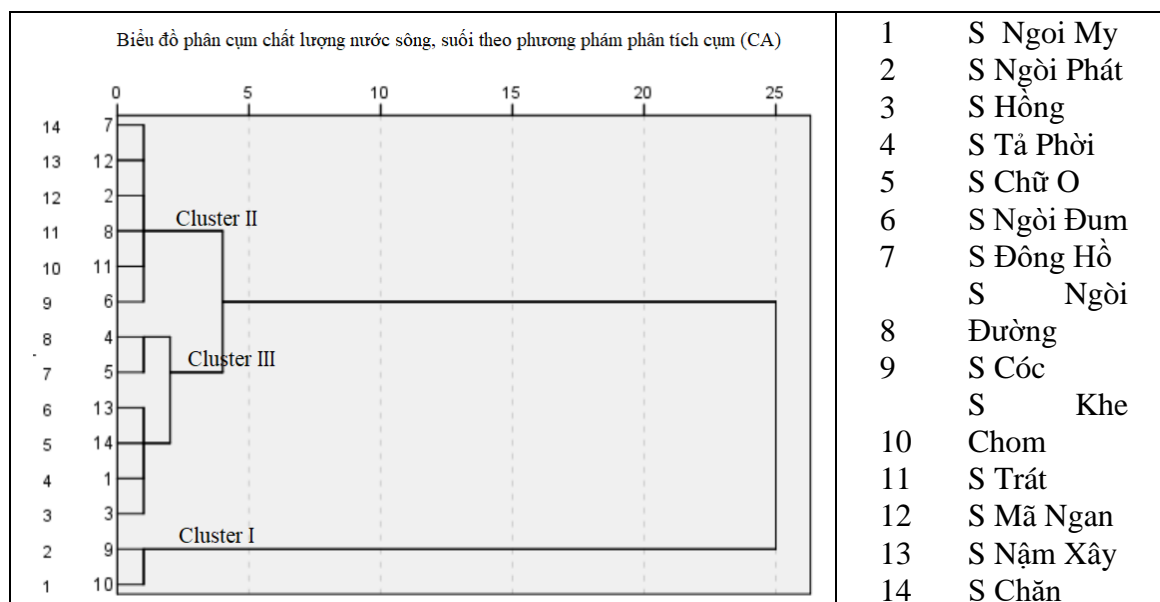 Biểu đồ phân cụm chất lượng nước sông, suối theo phương phám phân tích cụm (CA)
0 5 10 15 20 25
14 7
13 12
12 2
11 8
Cluster II
10 11
9 6
8 4
Cluster III
7 5
6 13
5 14
4 1
3 3
Cluster I
2 9
1 10
1 S Ngoi My
2 S Ngòi Phát
3 S Hồng
4 S Tả Phời
5 S Chữ O
6 S Ngòi Đum
7 S Đông Hồ
S Ngòi
8 Đường
9 S Cóc
S Khe
10 Chom
11 S Trát
12 S Mã Ngan
13 S Nậm Xây
14 S Chăn